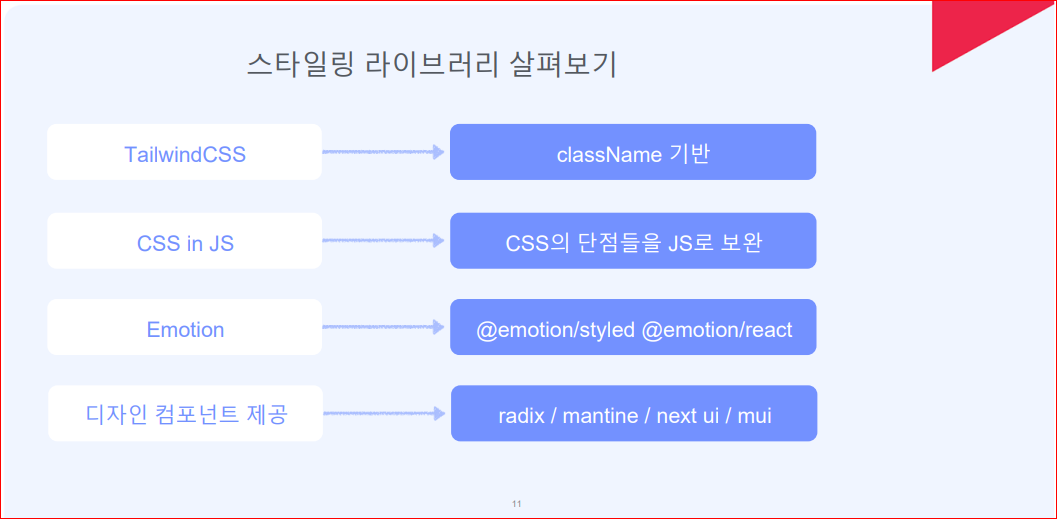 스타일링 라이브러리 살펴보기
TailwindCSS
className 기반
CSS in JS
CSS의 단점들을 JS로 보완
Emotion
@emotion/styled @emotion/react
디자인 컴포넌트 제공
radix / mantine / next ui / mui
11